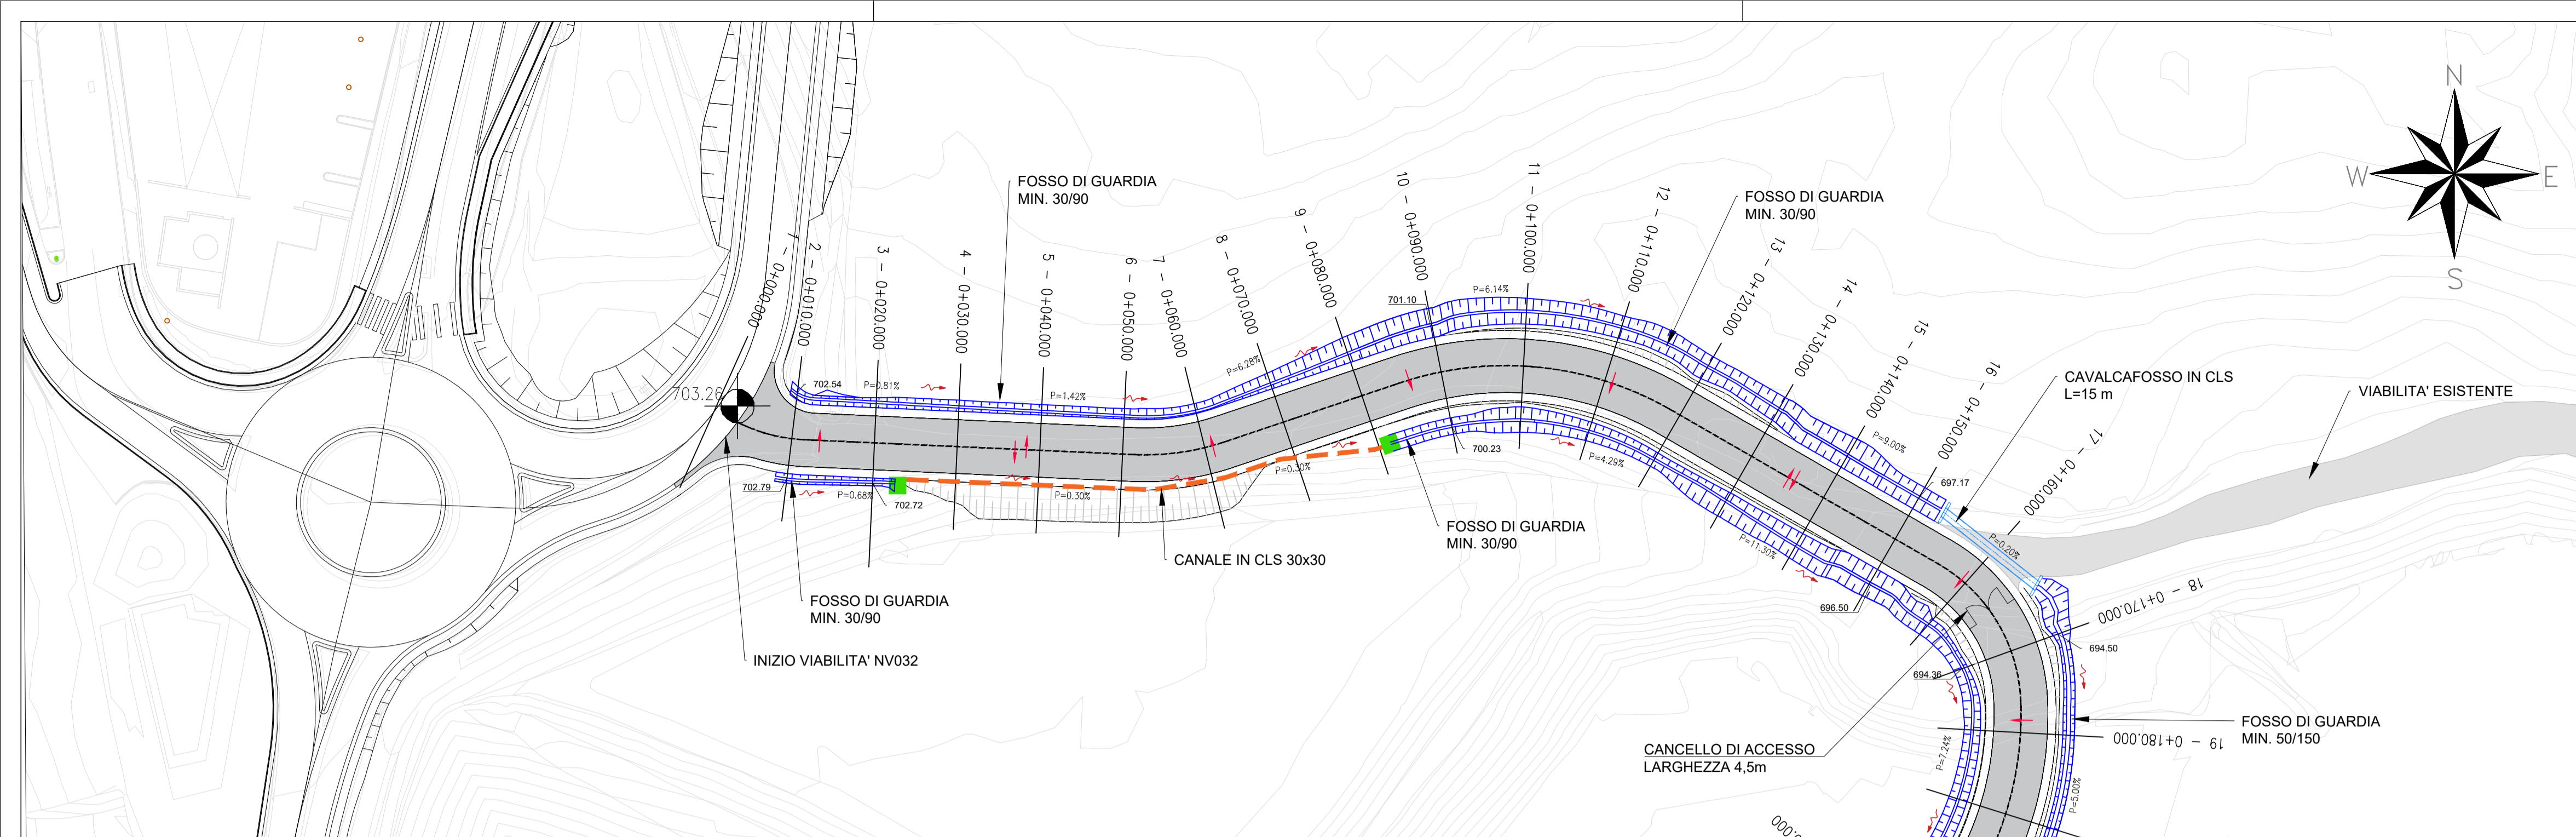 N
W
E
S
FOSSO DI GUARDIA
MIN. 30/90
FOSSO DI GUARDIA
MIN. 30/90
1 - 0+000.000
2 - 0+010.000
3 - 0+020.000
4 - 0+030.000
5 - 0+040.000
6 - 0+050.000
7 - 0+060.000
8 - 0+070.000
9 - 0+080.000
10 - 0+090.000
11 - 0+100.000
12 - 0+110.000
13 - 0+120.000
14 - 0+130.000
15 - 0+140.000
16 - 0+150.000
17 - 0+160.000
18 - 0+170.000
19 - 0+180.000
703.26
702.54
P=0.81%
P=1.42%
P=6.28%
701.10
P=6.14%
P=9.00%
697.17
CAVALCAFOSSO IN CLS
L=15 m
VIABILITA' ESISTENTE
702.79
P=0.68%
702.72
P=0.30%
P=0.30%
700.23
P=4.29%
P=11.30%
P=0.20%
696.50
694.50
694.36
FOSSO DI GUARDIA
MIN. 30/90
CANALE IN CLS 30x30
FOSSO DI GUARDIA
MIN. 30/90
INIZIO VIABILITA' NV032
CANCELLO DI ACCESSO
LARGHEZZA 4,5m
FOSSO DI GUARDIA
MIN. 50/150
P=7.24%
P=5.00%